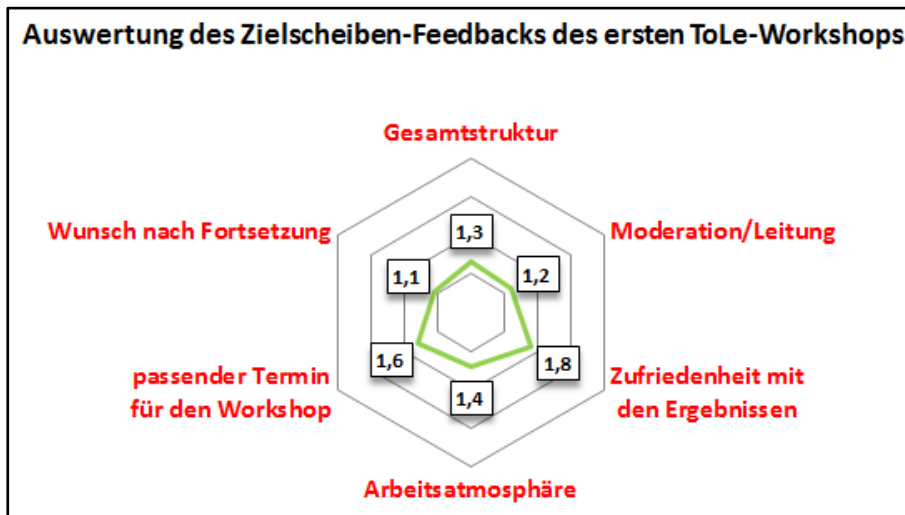 Auswertung des Zielscheiben-Feedbacks des ersten ToLe-Workshops
Gesamtstruktur
Wunsch nach Fortsetzung
Moderation/Leitung
1,3
1,1
1,2
1,6
1,8
1,4
passender Termin
für den Workshop
Zufriedenheit mit
den Ergebnissen
Arbeitsatmosphäre